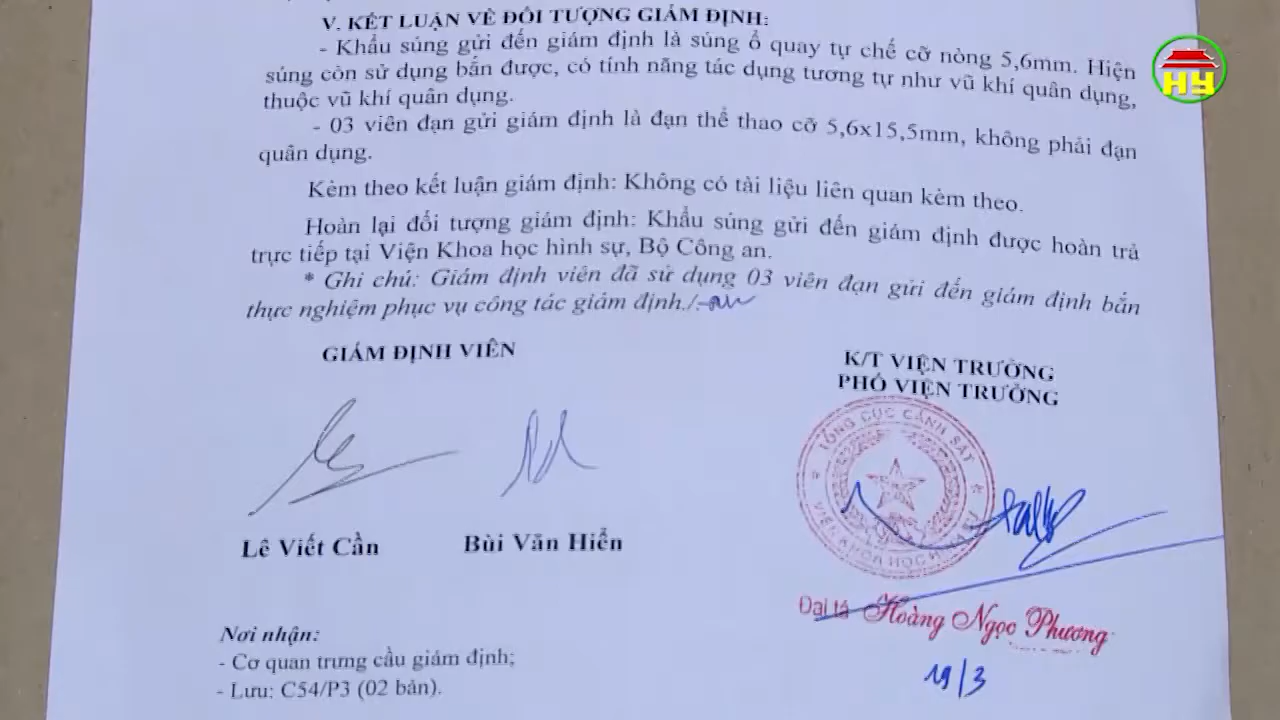 V. KẾT LUẬN VỀ ĐỐI TƯỢNG GIÁM ĐỊNH:
- Khẩu súng gửi đến giám định là súng ổ quay tự chế cỡ nòng 5,6mm. Hiện
súng còn sử dụng bắn được, có tính năng tác dụng tương tự như vũ khí quân dụng,
thuộc vũ khí quân dụng.
- 03 viên đạn gửi giám định là đạn thể thao cỡ 5,6x15,5mm, không phải đạn
quân dụng.
Kèm theo kết luận giám định: Không có tài liệu liên quan kèm theo.
Hoàn lại đối tượng giám định: Khẩu súng gửi đến giám định được hoàn trả
trực tiếp tại Viện Khoa học hình sự, Bộ Công an.
* Ghi chú: Giám định viên đã sử dụng 03 viên đạn gửi đến giám định bắn
thực nghiệm phục vụ công tác giám định./.
GIÁM ĐỊNH VIÊN
K/T VIỆN TRƯỞNG
PHÓ VIỆN TRƯỞNG
TỔNG CỤC CẢNH SÁT
VIỆN KHOA HỌC
Lê Viết Cần
Bùi Văn Hiển
Đại tá Hoàng Ngọc Phương
19/3
Nơi nhận:
- Cơ quan trưng cầu giám định;
- Lưu: C54/P3 (02 bản).
HY